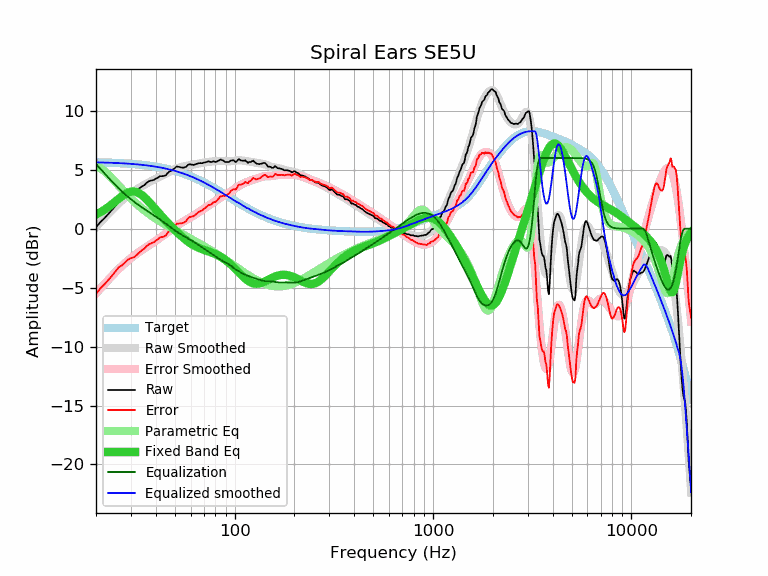 Spiral Ears SE5U
Amplitude (dBr)
10
5
0
−5
−10
−15
−20
Target
Raw Smoothed
Error Smoothed
Raw
Error
Parametric Eq
Fixed Band Eq
Equalization
Equalized smoothed
100 1000 10000
Frequency (Hz)